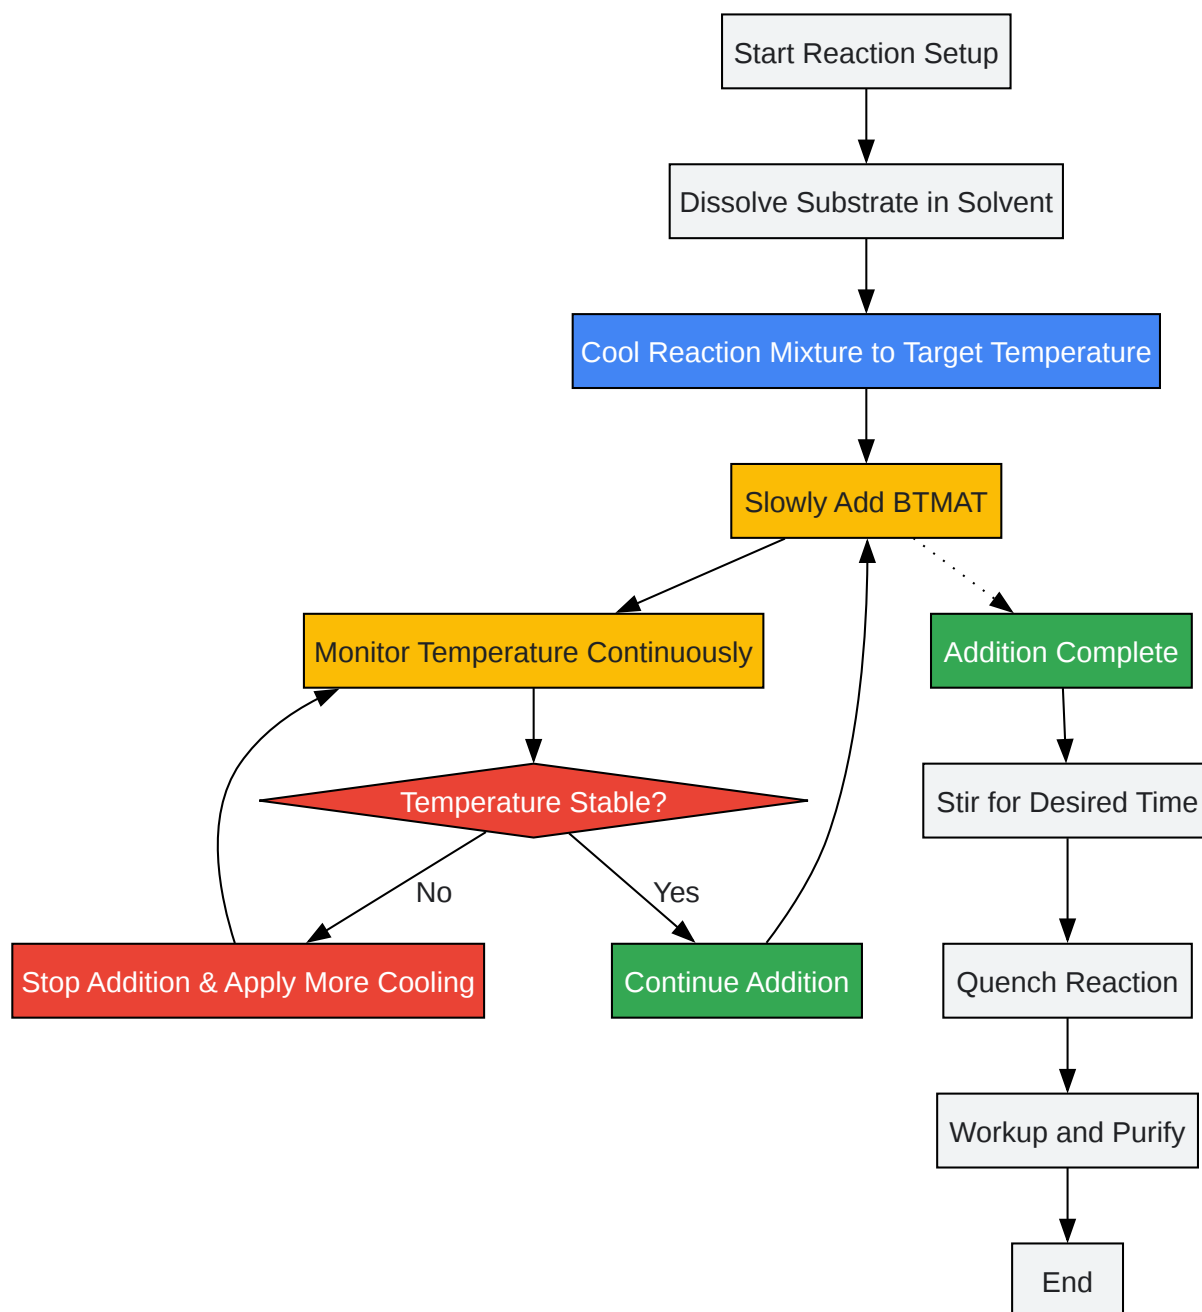 Start Reaction Setup
Dissolve Substrate in Solvent
Cool Reaction Mixture to Target Temperature
Slowly Add BTMAT
Monitor Temperature Continuously
Addition Complete
Temperature Stable?
Stir for Desired Time
No
Yes
Stop Addition & Apply More Cooling
Continue Addition
Quench Reaction
Workup and Purify
End